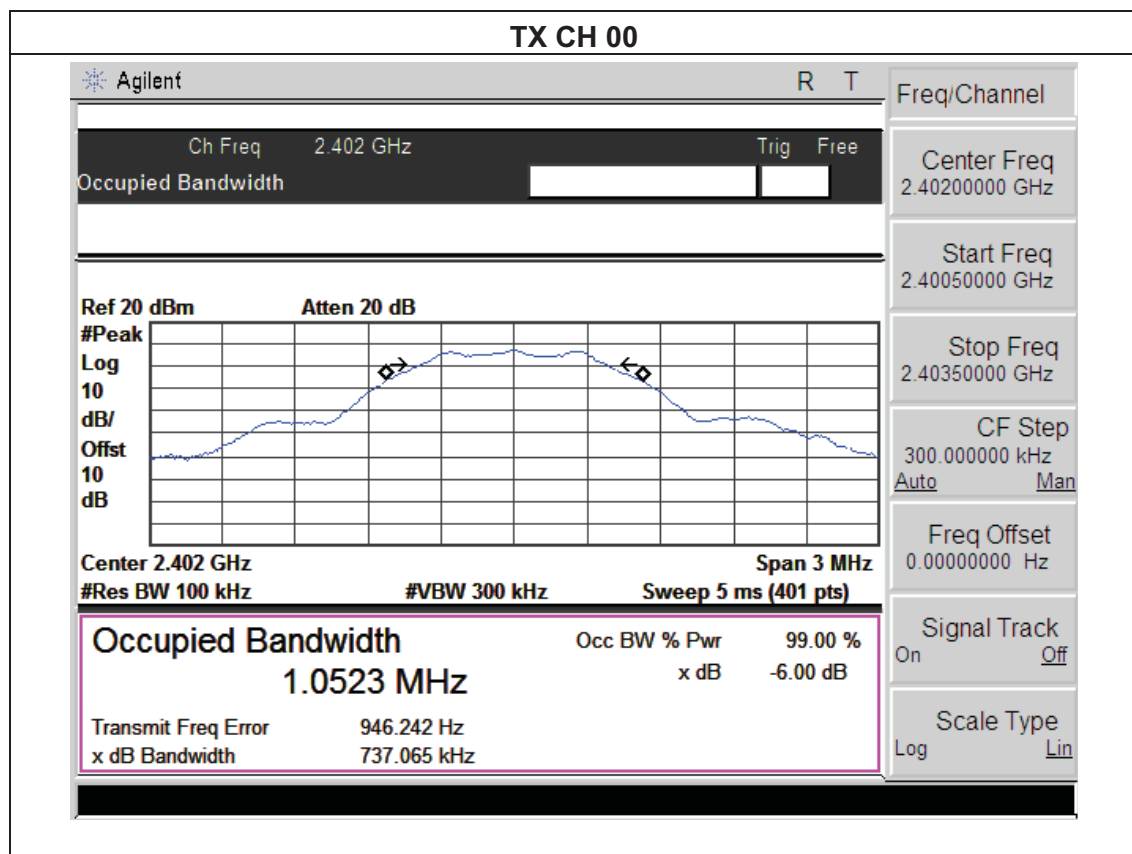 TX CH 00
Agilent R T
Ch Freq 2.402 GHz Trig Free
Occupied Bandwidth
Ref 20 dBm Atten 20 dB
#Peak
Log
10
dB/
Offst
10
dB
Center 2.402 GHz Span 3 MHz
#Res BW 100 kHz #VBW 300 kHz Sweep 5 ms (401 pts)
Occupied Bandwidth Occ BW % Pwr 99.00 %
1.0523 MHz x dB -6.00 dB
Transmit Freq Error 946.242 Hz
x dB Bandwidth 737.065 kHz
Freq/Channel
Center Freq
2.40200000 GHz
Start Freq
2.40050000 GHz
Stop Freq
2.40350000 GHz
CF Step
300.000000 kHz
Auto Man
Freq Offset
0.00000000 Hz
Signal Track
On Off
Scale Type
Log Lin